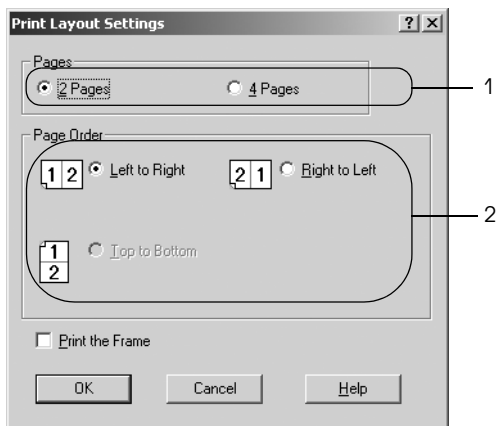 Print Layout Settings ? ×
Pages
2 Pages 4 Pages 1
Page Order
1 2 Left to Right 2 1 Right to Left
2
1 Top to Bottom
2
Print the Frame
OK Cancel Help